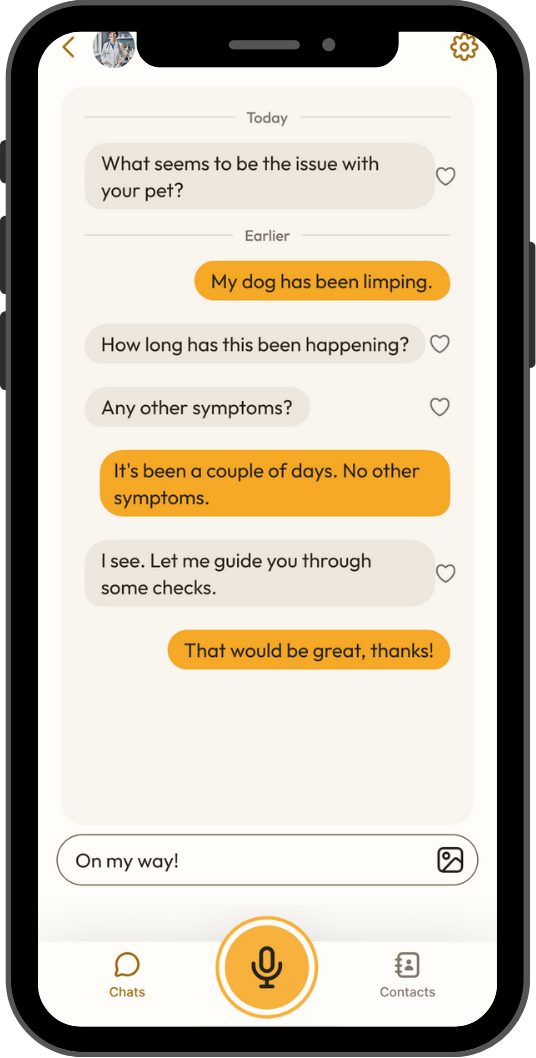 Today
What seems to be the issue with
your pet?
Earlier
My dog has been limping.
How long has this been happening?
Any other symptoms?
It's been a couple of days. No other
symptoms.
I see. Let me guide you through
some checks.
That would be great, thanks!
On my way!
Chats
Contacts